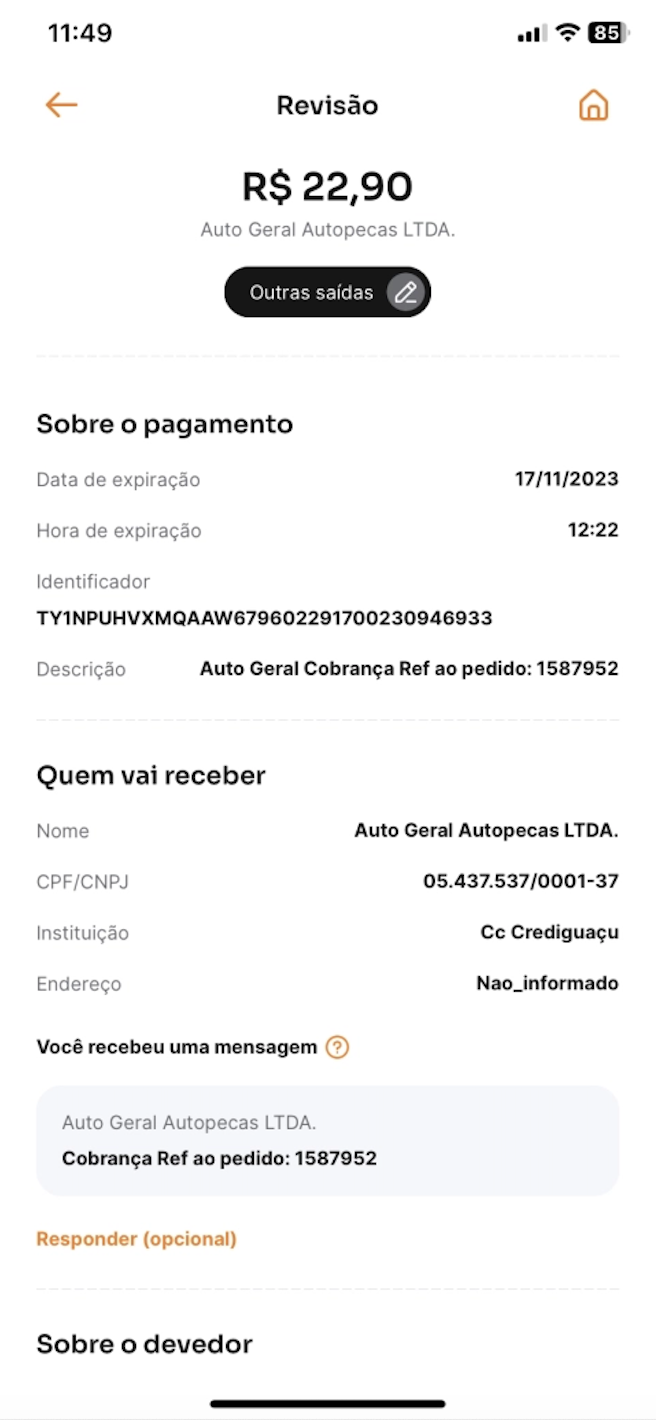 11:49
85
Revisão
R$ 22,90
Auto Geral Autopecas LTDA.
Outras saídas
Sobre o pagamento
Data de expiração 17/11/2023
Hora de expiração 12:22
Identificador
TY1NPUHVXMQAAW679602291700230946933
Descrição Auto Geral Cobrança Ref ao pedido: 1587952
Quem vai receber
Nome Auto Geral Autopecas LTDA.
CPF/CNPJ 05.437.537/0001-37
Instituição Cc Crediguaçu
Endereço Nao_informado
Você recebeu uma mensagem ?
Auto Geral Autopecas LTDA.
Cobrança Ref ao pedido: 1587952
Responder (opcional)
Sobre o devedor